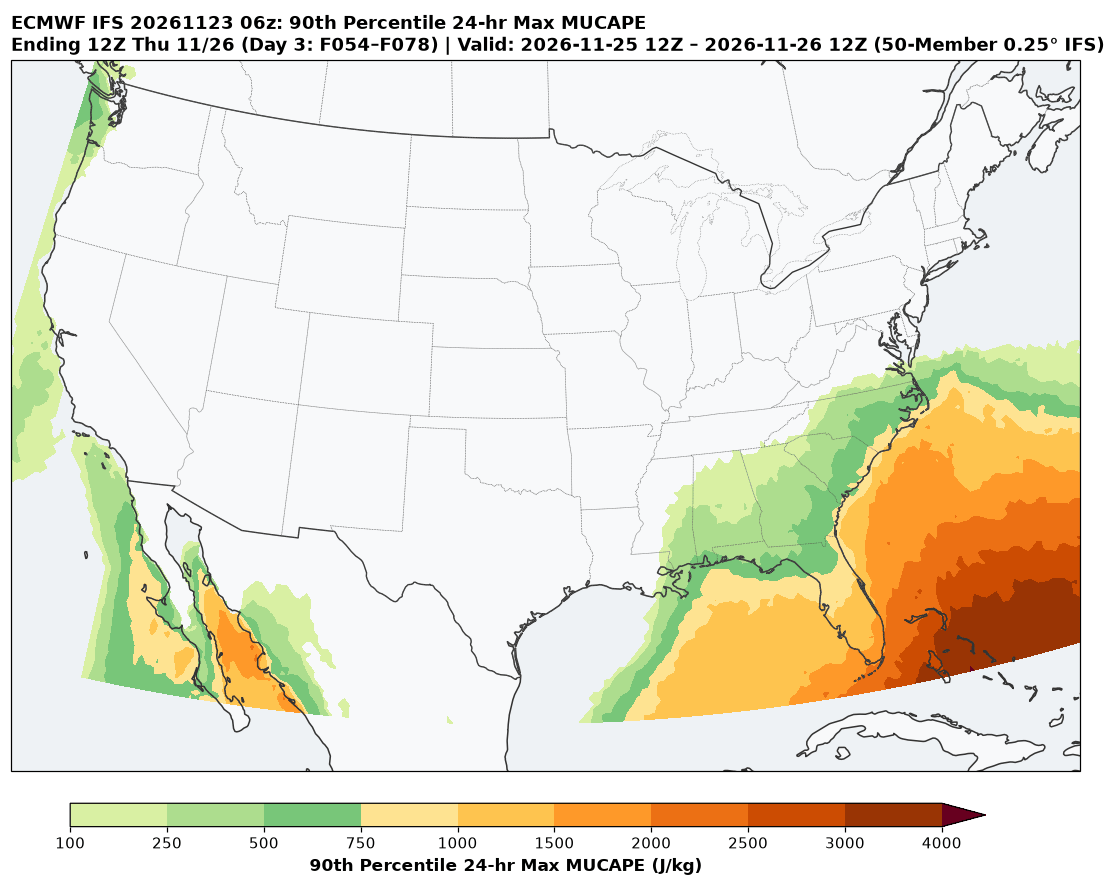 ECMWF IFS 20261123 06z: 90th Percentile 24-hr Max MUCAPE
Ending 12Z Thu 11/26 (Day 3: F054–F078) | Valid: 2026-11-25 12Z – 2026-11-26 12Z (50-Member 0.25° IFS)
100 250 500 750 1000 1500 2000 2500 3000 4000
90th Percentile 24-hr Max MUCAPE (J/kg)